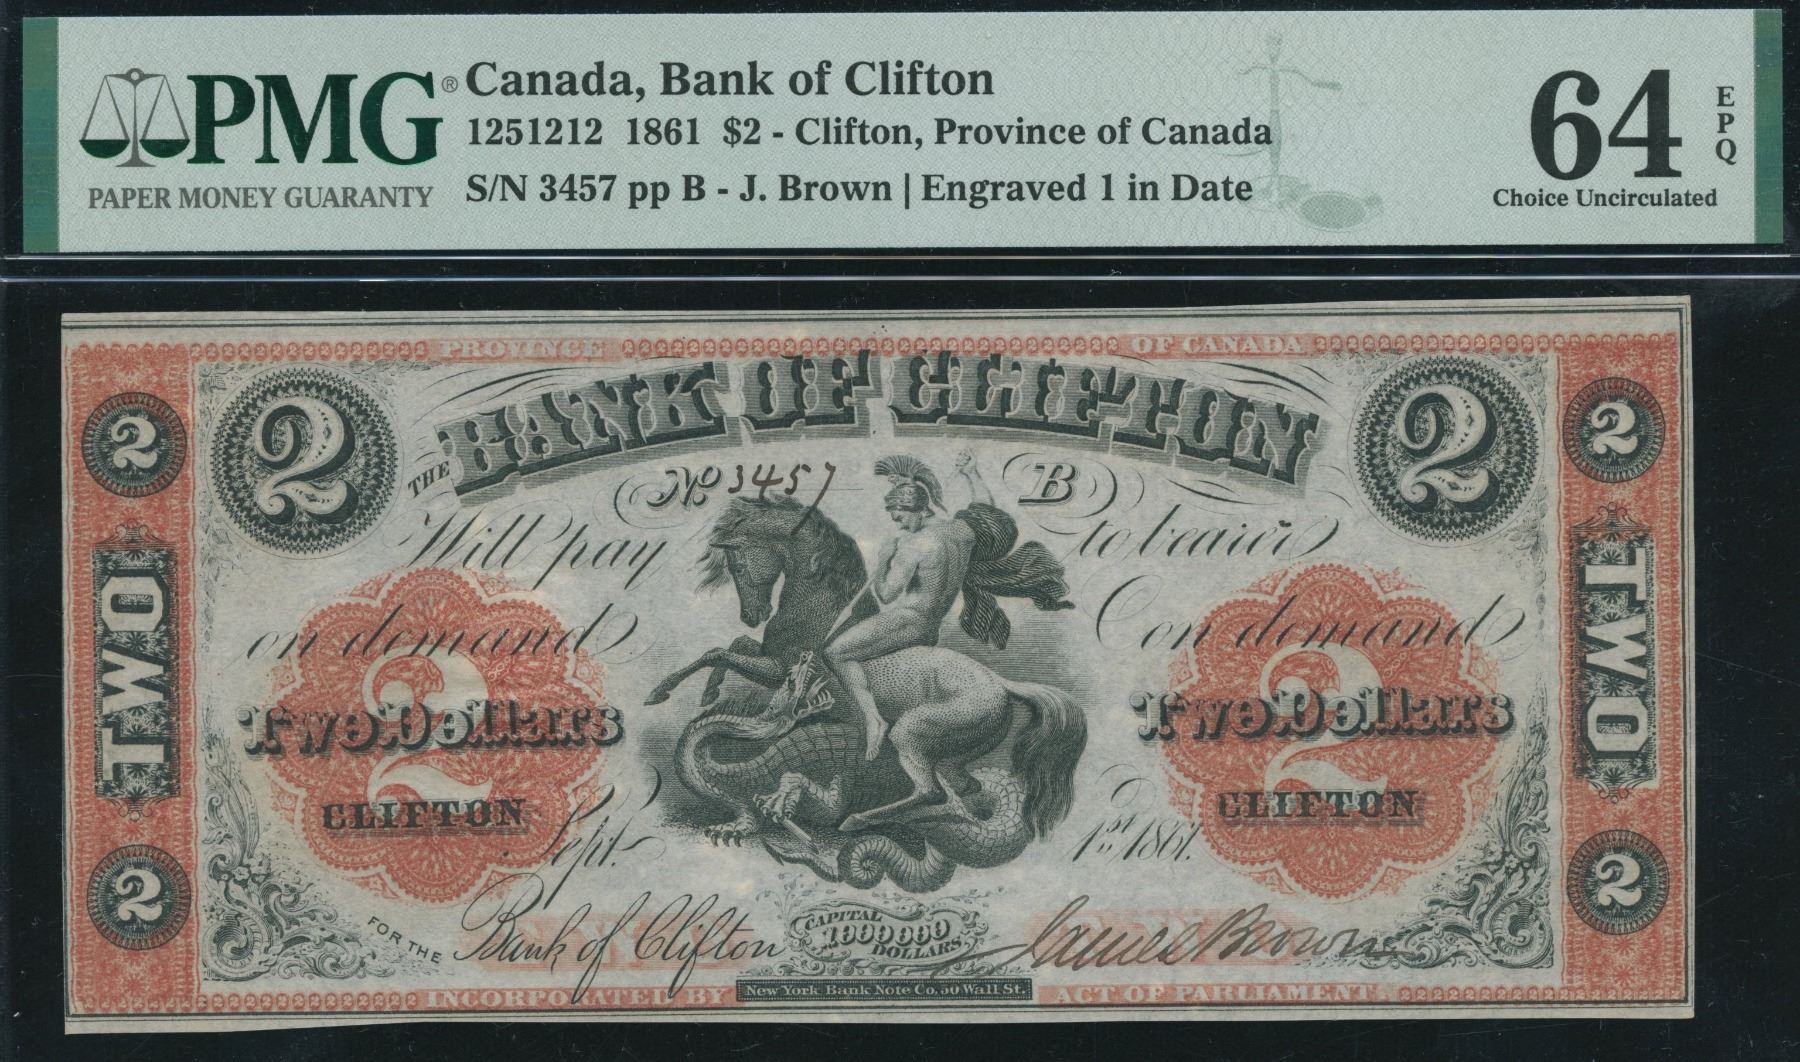 PMG®
PAPER MONEY GUARANTY
Canada, Bank of Clifton
1251212 1861 $2 - Clifton, Province of Canada
S/N 3457 pp B - J. Brown | Engraved 1 in Date
64 EPQ
Choice Uncirculated
PROVINCE OF CANADA
THE BANK OF CLIFTON
2 2 2 2
No 3457 B
Will pay to bearer
on demand on demand
TWO TWO
2 2
Two Dollars Two Dollars
CLIFTON CLIFTON
Sept. 1st 1861.
2 2
FOR THE Bank of Clifton
CAPITAL
1000000
DOLLARS
James Brown
INCORPORATED BY New York Bank Note Co. 50 Wall St. ACT OF PARLIAMENT